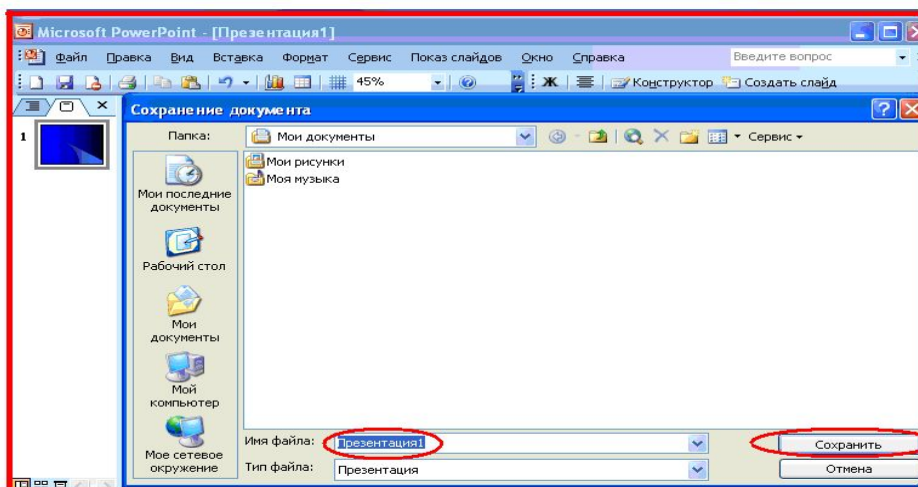 Microsoft PowerPoint - [Презентация1]
Файл Правка Вид Вставка Формат Сервис Показ слайдов Окно Справка Введите вопрос
45% Ж Конструктор Создать слайд
Сохранение документа
1
Папка: Мои документы Сервис
Мои рисунки
Моя музыка
Мои последние
документы
Рабочий стол
Мои
документы
Мой
компьютер
Мое сетевое
окружение
Имя файла: Презентация1 Сохранить
Тип файла: Презентация Отмена